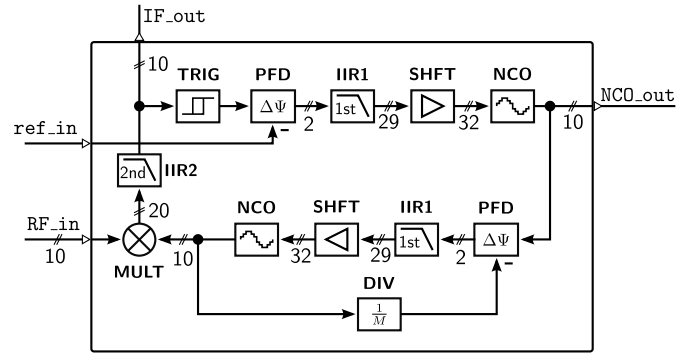 IF_out
10
TRIG PFD IIR1 SHFT NCO
NCO_out
ΔΨ 1st
2 29 32 10
-
ref_in
2nd IIR2
20
NCO SHFT IIR1 PFD
RF_in
1st ΔΨ
10 10 32 29 2
-
MULT
DIV
1/M